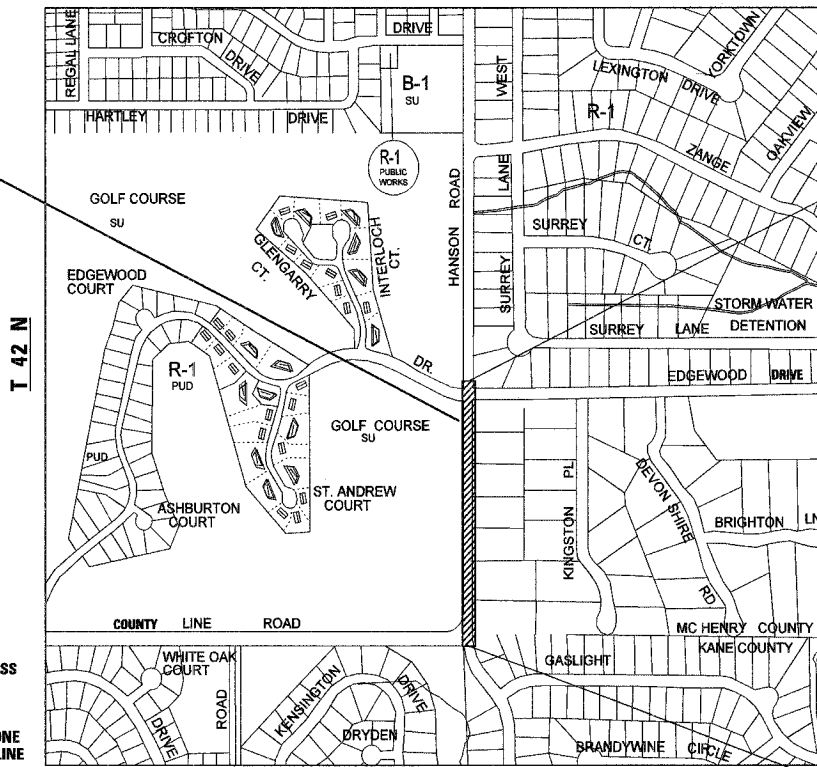 REGAL LANE
CROFTON
DRIVE
DRIVE
B-1
SU
HARTLEY
DRIVE
R-1
PUBLIC
WORKS
WEST
LEXINGTON
DRIVE
YORKTOWN
R-1
ZANGE
OAKVIEW
HANSON ROAD
SURREY LANE
SURREY
CT.
STORM WATER
DETENTION
SURREY LANE
EDGEWOOD DRIVE
GOLF COURSE
SU
GLENGARRY
CT.
INTERLOCH
CT.
EDGEWOOD
COURT
DR.
R-1
PUD
PUD
GOLF COURSE
SU
ST. ANDREW
COURT
ASHBURTON
COURT
T 42 N
KINGSTON PL
DEVON SHIRE
RD
BRIGHTON LN
MC HENRY COUNTY
KANE COUNTY
COUNTY LINE ROAD
GASLIGHT
WHITE OAK
COURT
DRIVE
ROAD
KENSINGTON
DRIVE
DRYDEN
BRANDYWINE CIRCLE
SS
ONE
LINE